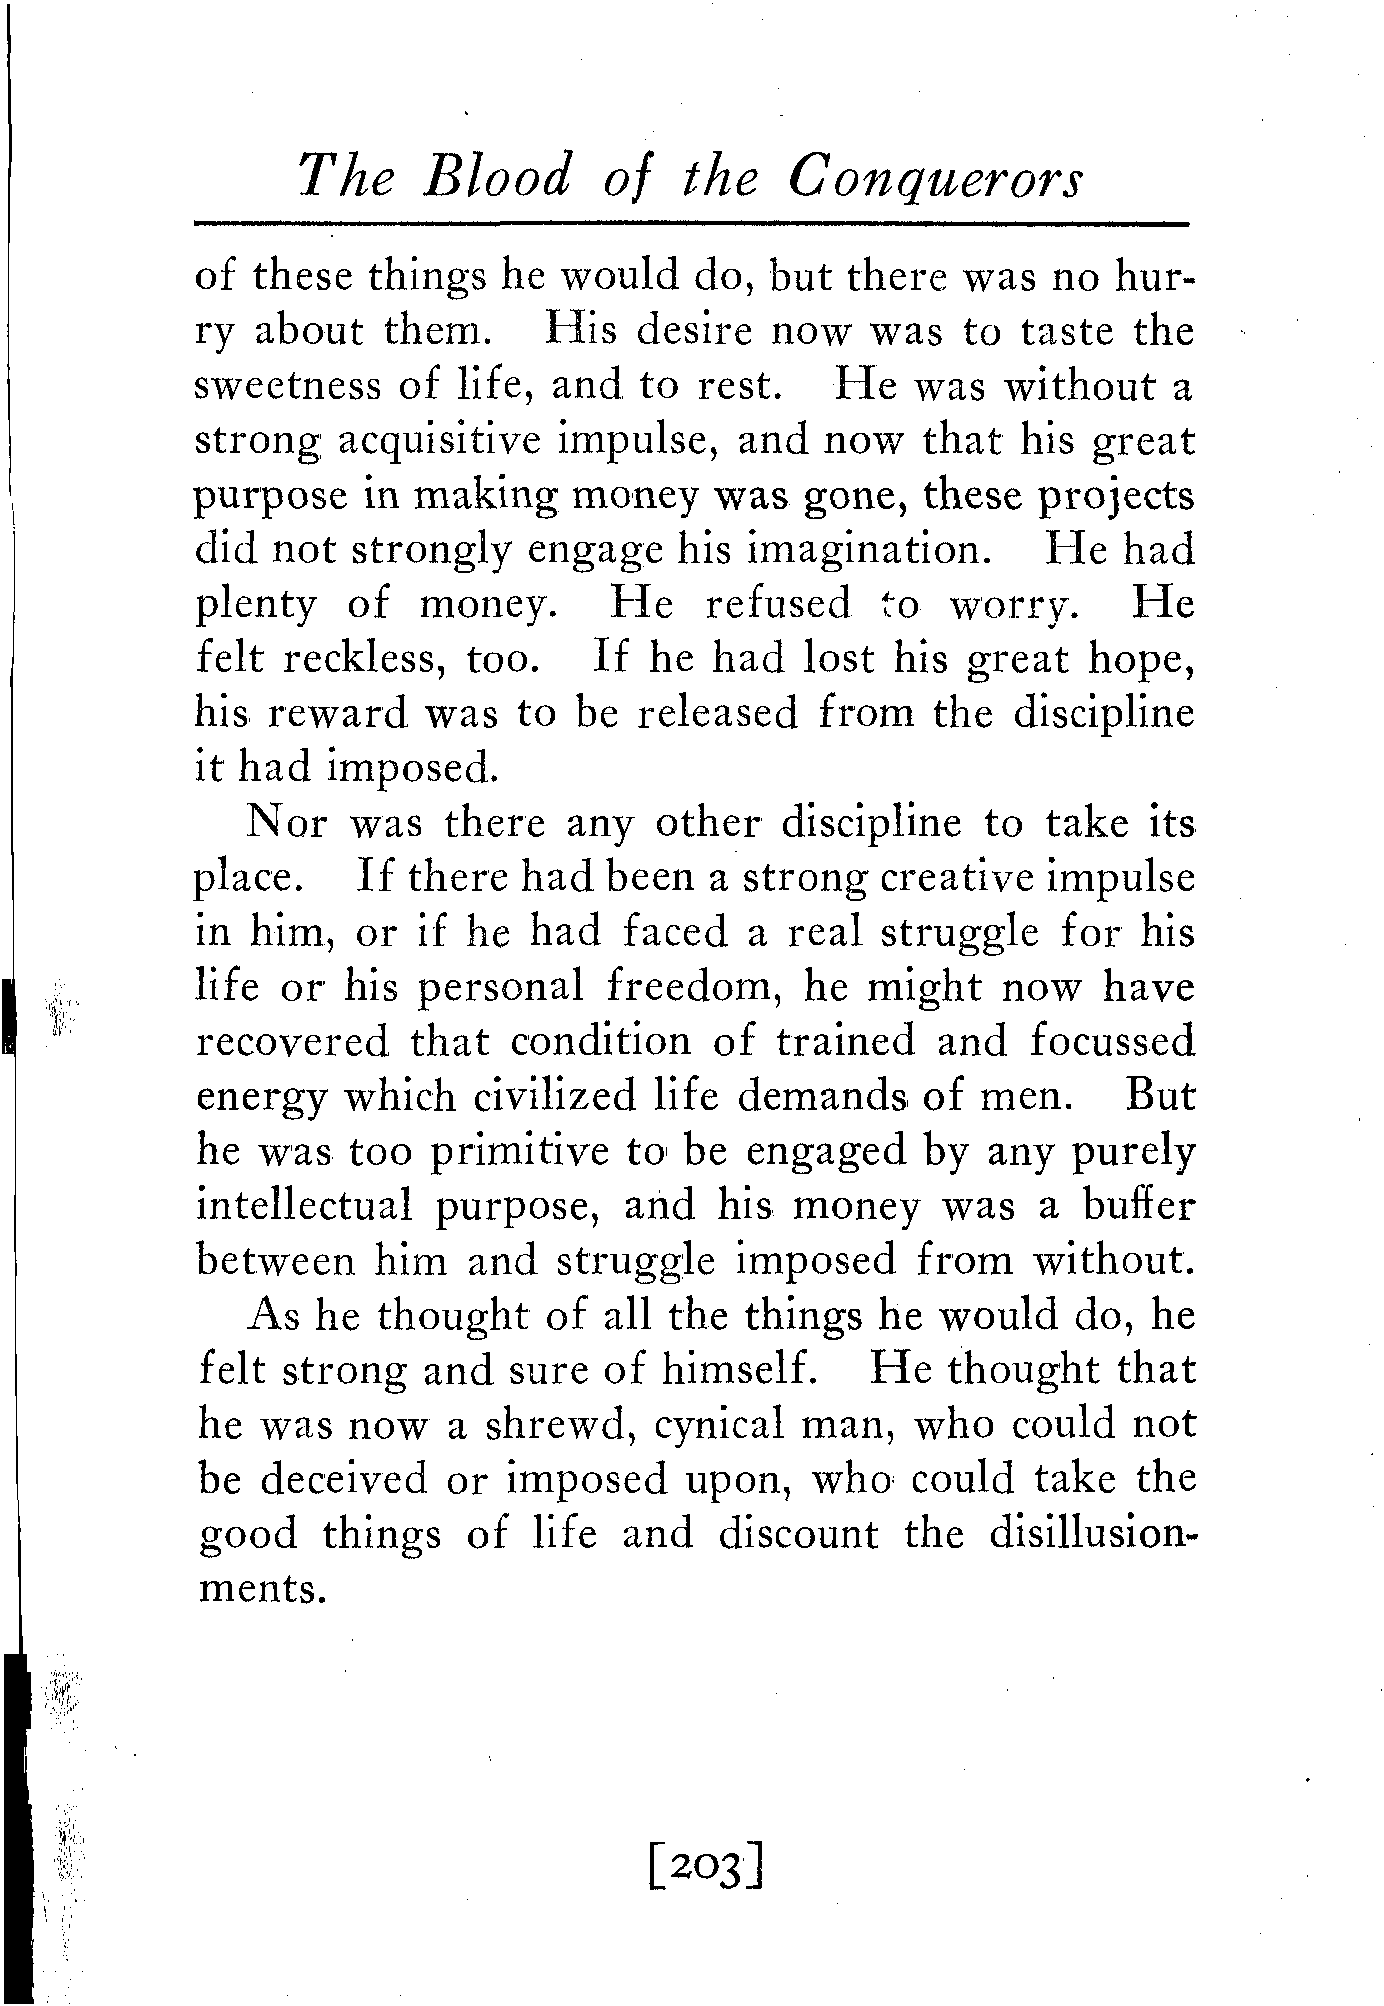 The Blood of the Conquerors
of these things he would do, but there was no hur-
ry about them. His desire now was to taste the
sweetness of life, and to rest. He was without a
strong acquisitive impulse, and now that his great
purpose in making money was gone, these projects
did not strongly engage his imagination. He had
plenty of money. He refused to worry. He
felt reckless, too. If he had lost his great hope,
his reward was to be released from the discipline
it had imposed.
Nor was there any other discipline to take its
place. If there had been a strong creative impulse
in him, or if he had faced a real struggle for his
life or his personal freedom, he might now have
recovered that condition of trained and focussed
energy which civilized life demands of men. But
he was too primitive to be engaged by any purely
intellectual purpose, and his money was a buffer
between him and struggle imposed from without.
As he thought of all the things he would do, he
felt strong and sure of himself. He thought that
he was now a shrewd, cynical man, who could not
be deceived or imposed upon, who could take the
good things of life and discount the disillusion-
ments.
[203]